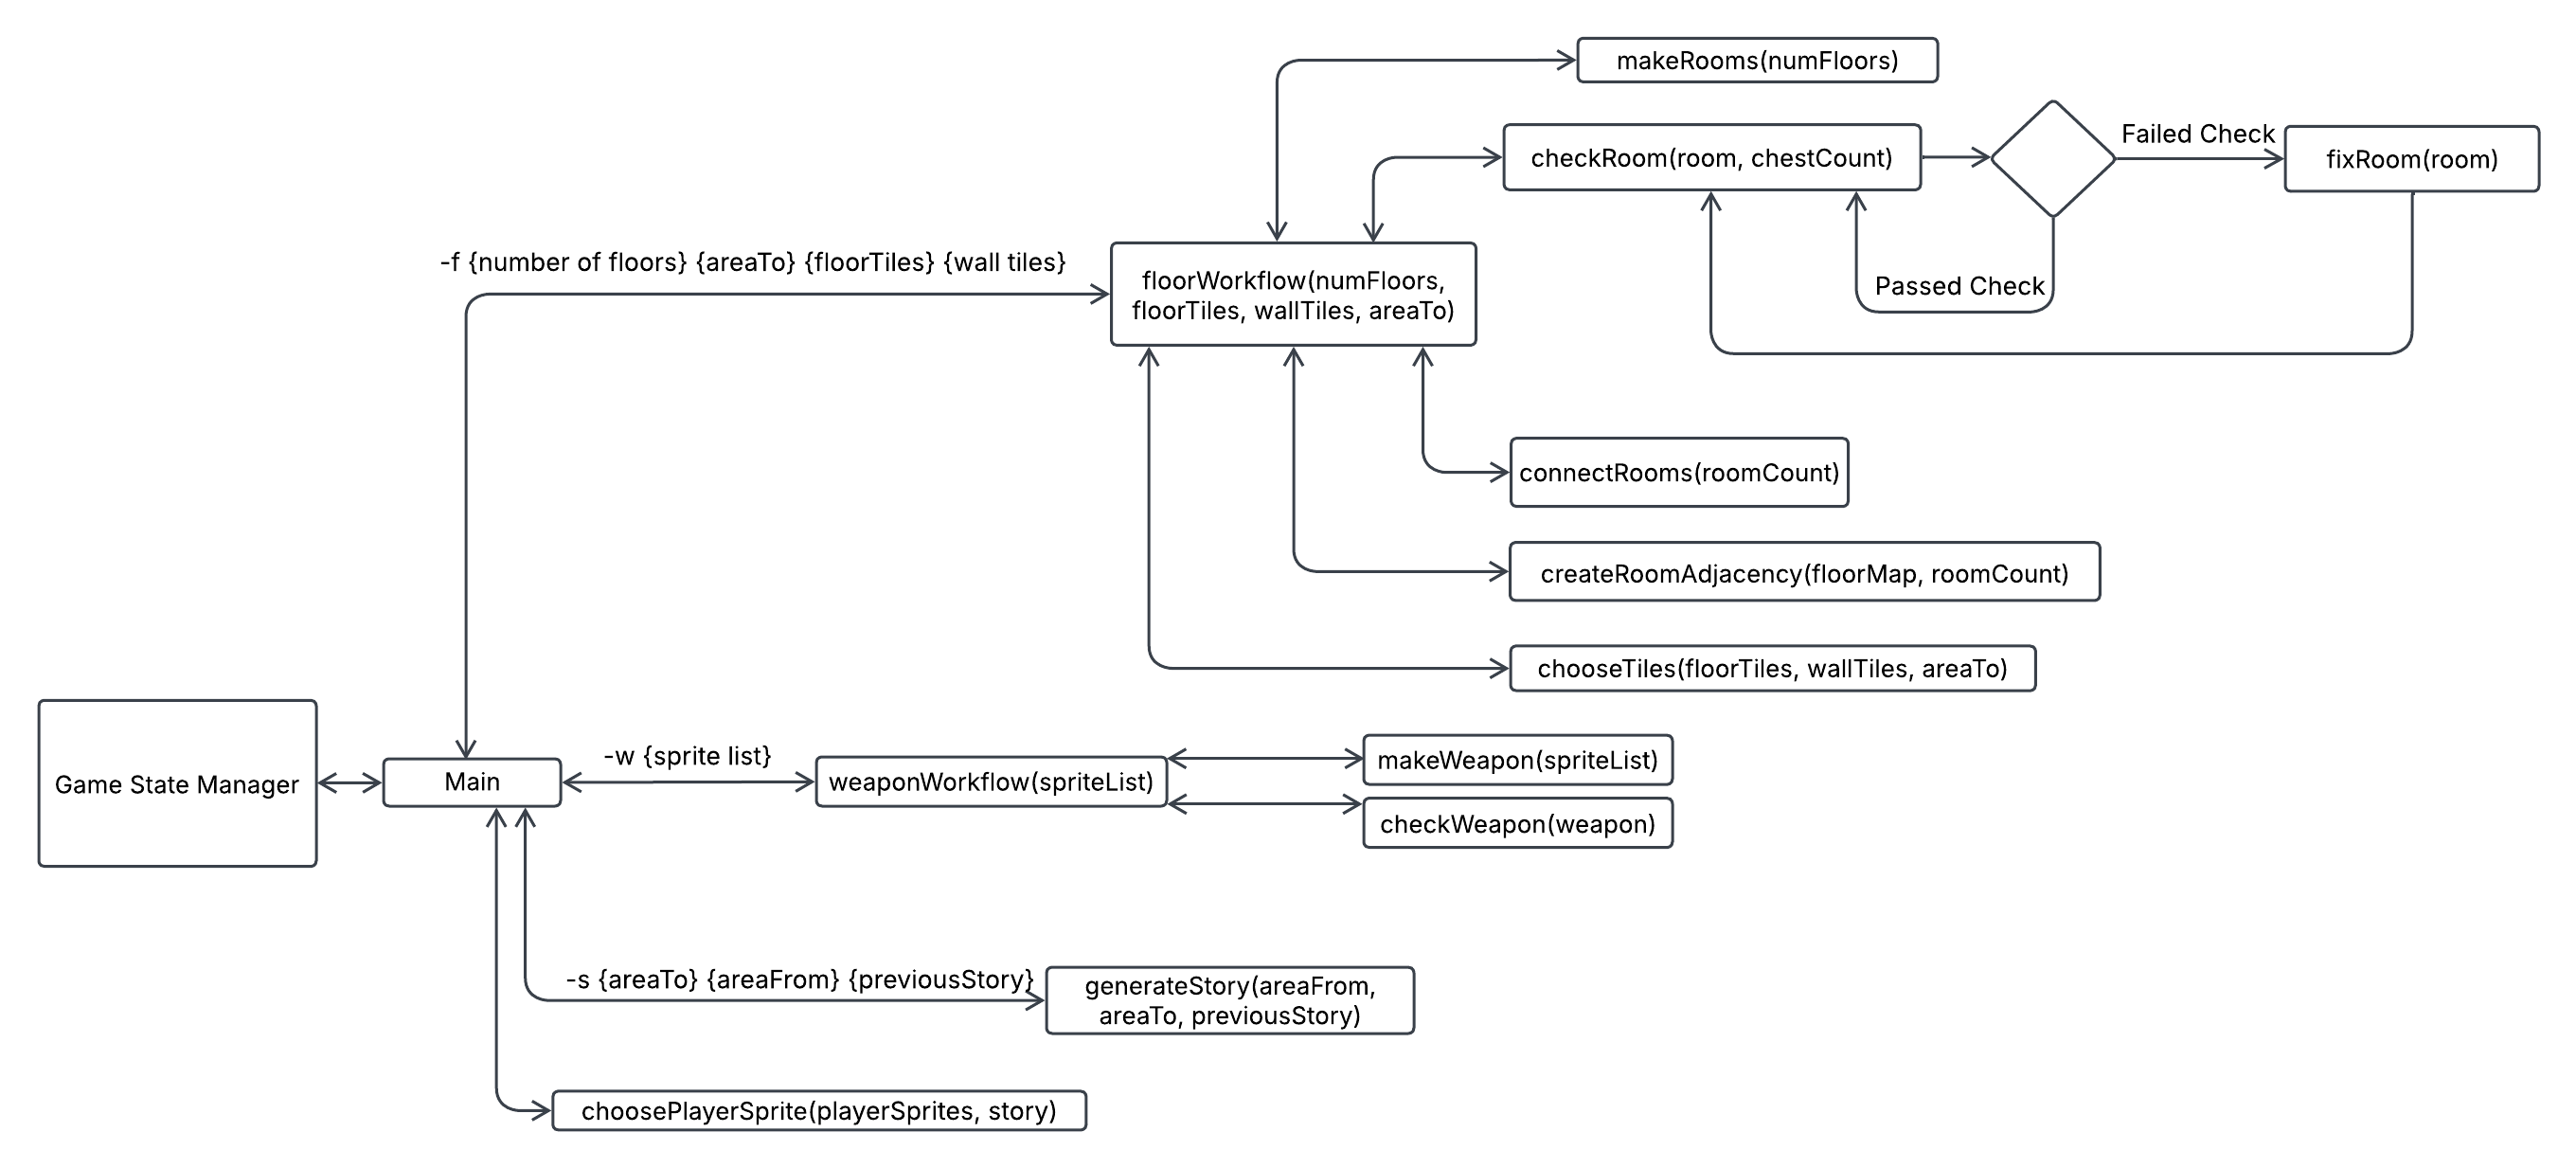 makeRooms(numFloors)
checkRoom(room, chestCount)
Failed Check
fixRoom(room)
Passed Check
-f {number of floors} {areaTo} {floorTiles} {wall tiles}
floorWorkflow(numFloors,
floorTiles, wallTiles, areaTo)
connectRooms(roomCount)
createRoomAdjacency(floorMap, roomCount)
chooseTiles(floorTiles, wallTiles, areaTo)
Game State Manager
Main
-w {sprite list}
weaponWorkflow(spriteList)
makeWeapon(spriteList)
checkWeapon(weapon)
-s {areaTo} {areaFrom} {previousStory}
generateStory(areaFrom,
areaTo, previousStory)
choosePlayerSprite(playerSprites, story)